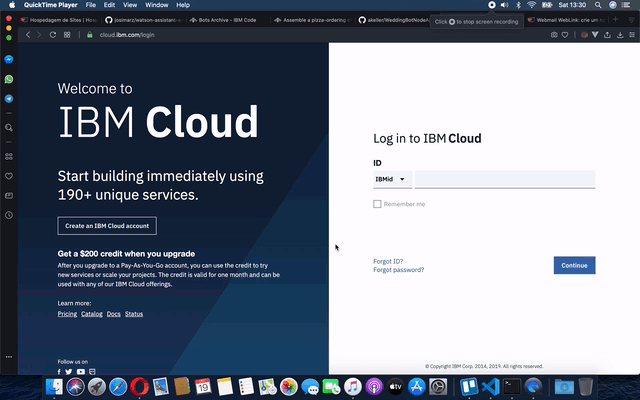 QuickTime Player File Edit View Window Help Sat 13:30
Hospedagem de Sites | Hos
josimarz/watson-assistant-
Bots Archive - IBM Code
Assemble a pizza-ordering c
akeller/WeddingBotNodeA
Click to stop screen recording
Webmail WebLink: crie um e
cloud.ibm.com/login
Welcome to
IBM Cloud
Start building immediately using
190+ unique services.
Create an IBM Cloud account
Get a $200 credit when you upgrade
After you upgrade to a Pay-As-You-Go account, you can use the credit to try
new services or scale your projects. The credit is valid for one month and can be
used with any of our IBM Cloud offerings.
Learn more:
Pricing Catalog Docs Status
Follow us on
Log in to IBM Cloud
ID
IBMid
Remember me
Forgot ID?
Forgot password?
Continue
© Copyright IBM Corp. 2014, 2019. All rights reserved.
19
tv